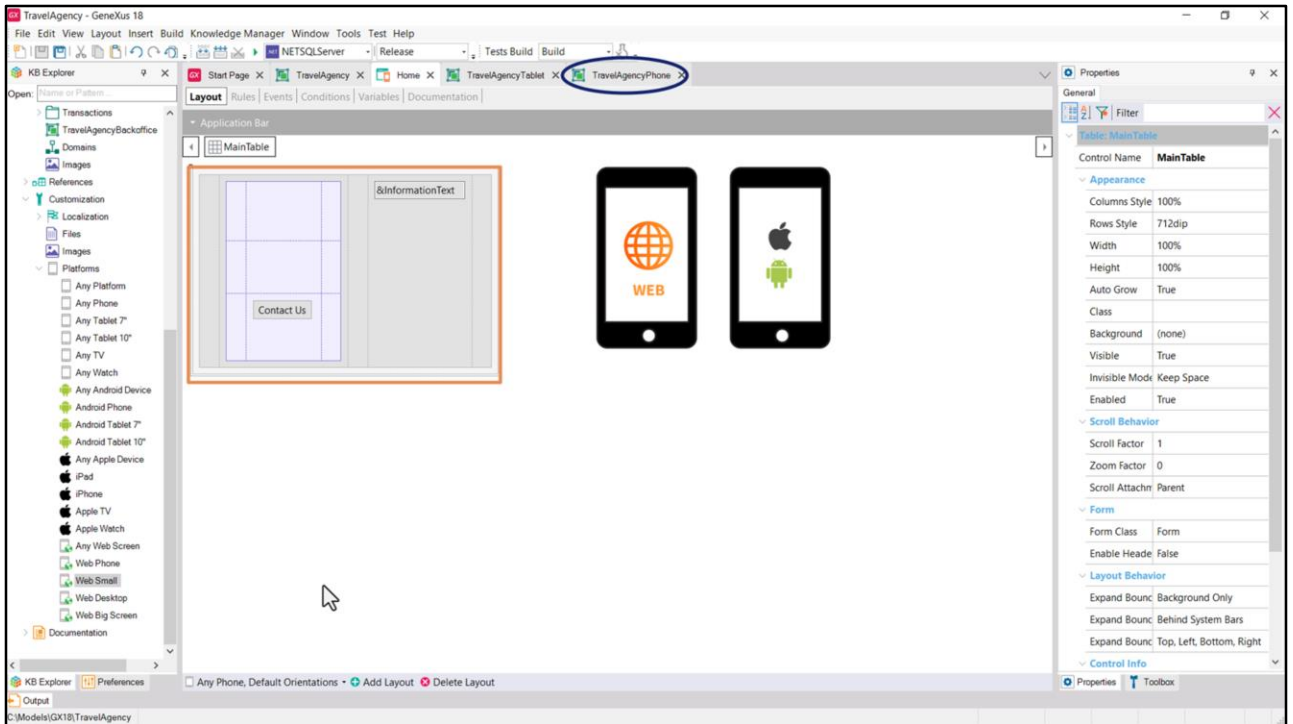 TravelAgency - GeneXus 18
File Edit View Layout Insert Build Knowledge Manager Window Tools Test Help
NETSQLServer Release Tests Build Build
KB Explorer
Open: Name or Pattern...
Transactions
TravelAgencyBackoffice
Domains
Images
References
Customization
Localization
Files
Images
Platforms
Any Platform
Any Phone
Any Tablet 7"
Any Tablet 10"
Any TV
Any Watch
Any Android Device
Android Phone
Android Tablet 7"
Android Tablet 10"
Any Apple Device
iPad
iPhone
Apple TV
Apple Watch
Any Web Screen
Web Phone
Web Small
Web Desktop
Web Big Screen
Documentation
KB Explorer Preferences
Output
C:\Models\GX18\TravelAgency
Start Page TravelAgency Home TravelAgencyTablet TravelAgencyPhone
Layout Rules Events Conditions Variables Documentation
Application Bar
MainTable
&InformationText
Contact Us
WEB
Any Phone, Default Orientations Add Layout Delete Layout
Properties
General
Filter
Table: MainTable
Control Name MainTable
Appearance
Columns Style 100%
Rows Style 712dip
Width 100%
Height 100%
Auto Grow True
Class
Background (none)
Visible True
Invisible Mode Keep Space
Enabled True
Scroll Behavior
Scroll Factor 1
Zoom Factor 0
Scroll Attachm Parent
Form
Form Class Form
Enable Heade False
Layout Behavior
Expand Bounc Background Only
Expand Bounc Behind System Bars
Expand Bounc Top, Left, Bottom, Right
Control Info
Properties Toolbox